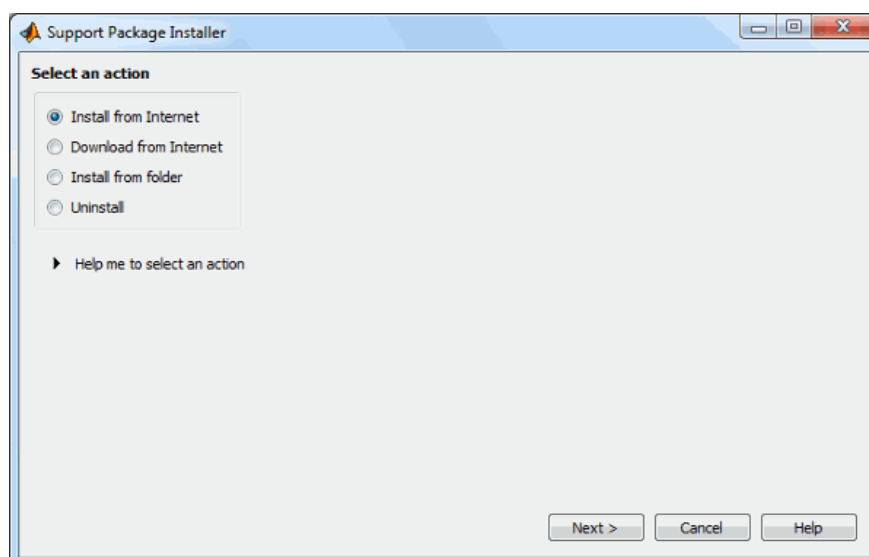 Support Package Installer
Select an action
Install from Internet
Download from Internet
Install from folder
Uninstall
Help me to select an action
Next > Cancel Help